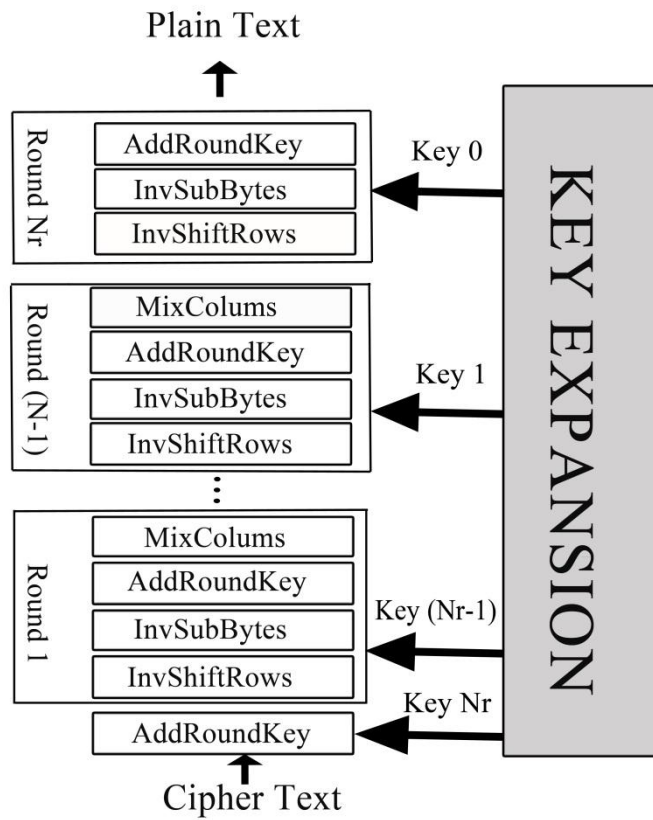 Plain Text
Round Nr
AddRoundKey
InvSubBytes
InvShiftRows
Key 0
Round (N-1)
MixColums
AddRoundKey
InvSubBytes
InvShiftRows
Key 1
Round 1
MixColums
AddRoundKey
InvSubBytes
InvShiftRows
Key (Nr-1)
AddRoundKey
Key Nr
Cipher Text
KEY EXPANSION